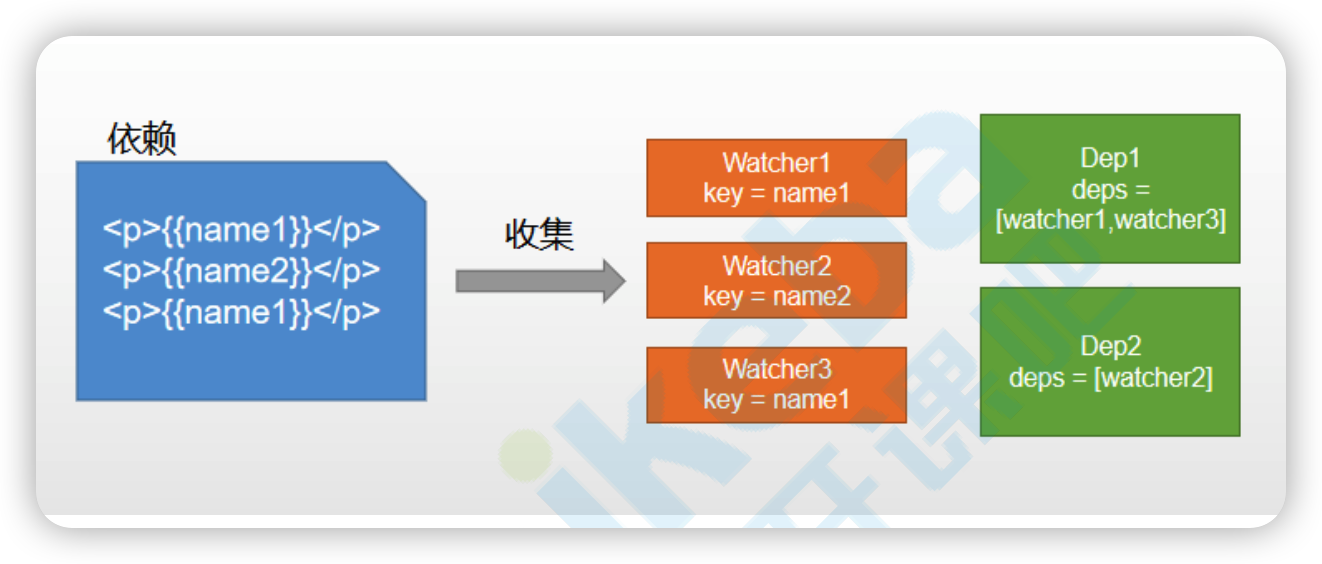 依赖
<p>{{name1}}</p>
<p>{{name2}}</p>
<p>{{name1}}</p>
收集
Watcher1
key = name1
Watcher2
key = name2
Watcher3
key = name1
Dep1
deps =
[watcher1,watcher3]
Dep2
deps = [watcher2]
ikeba
开课吧